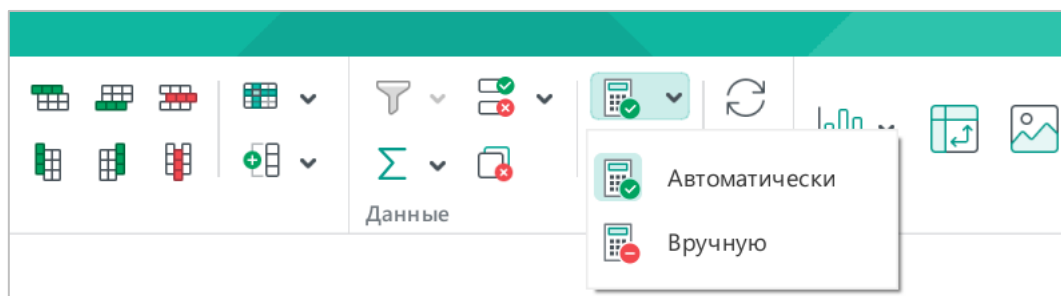 Данные
Автоматически
Вручную